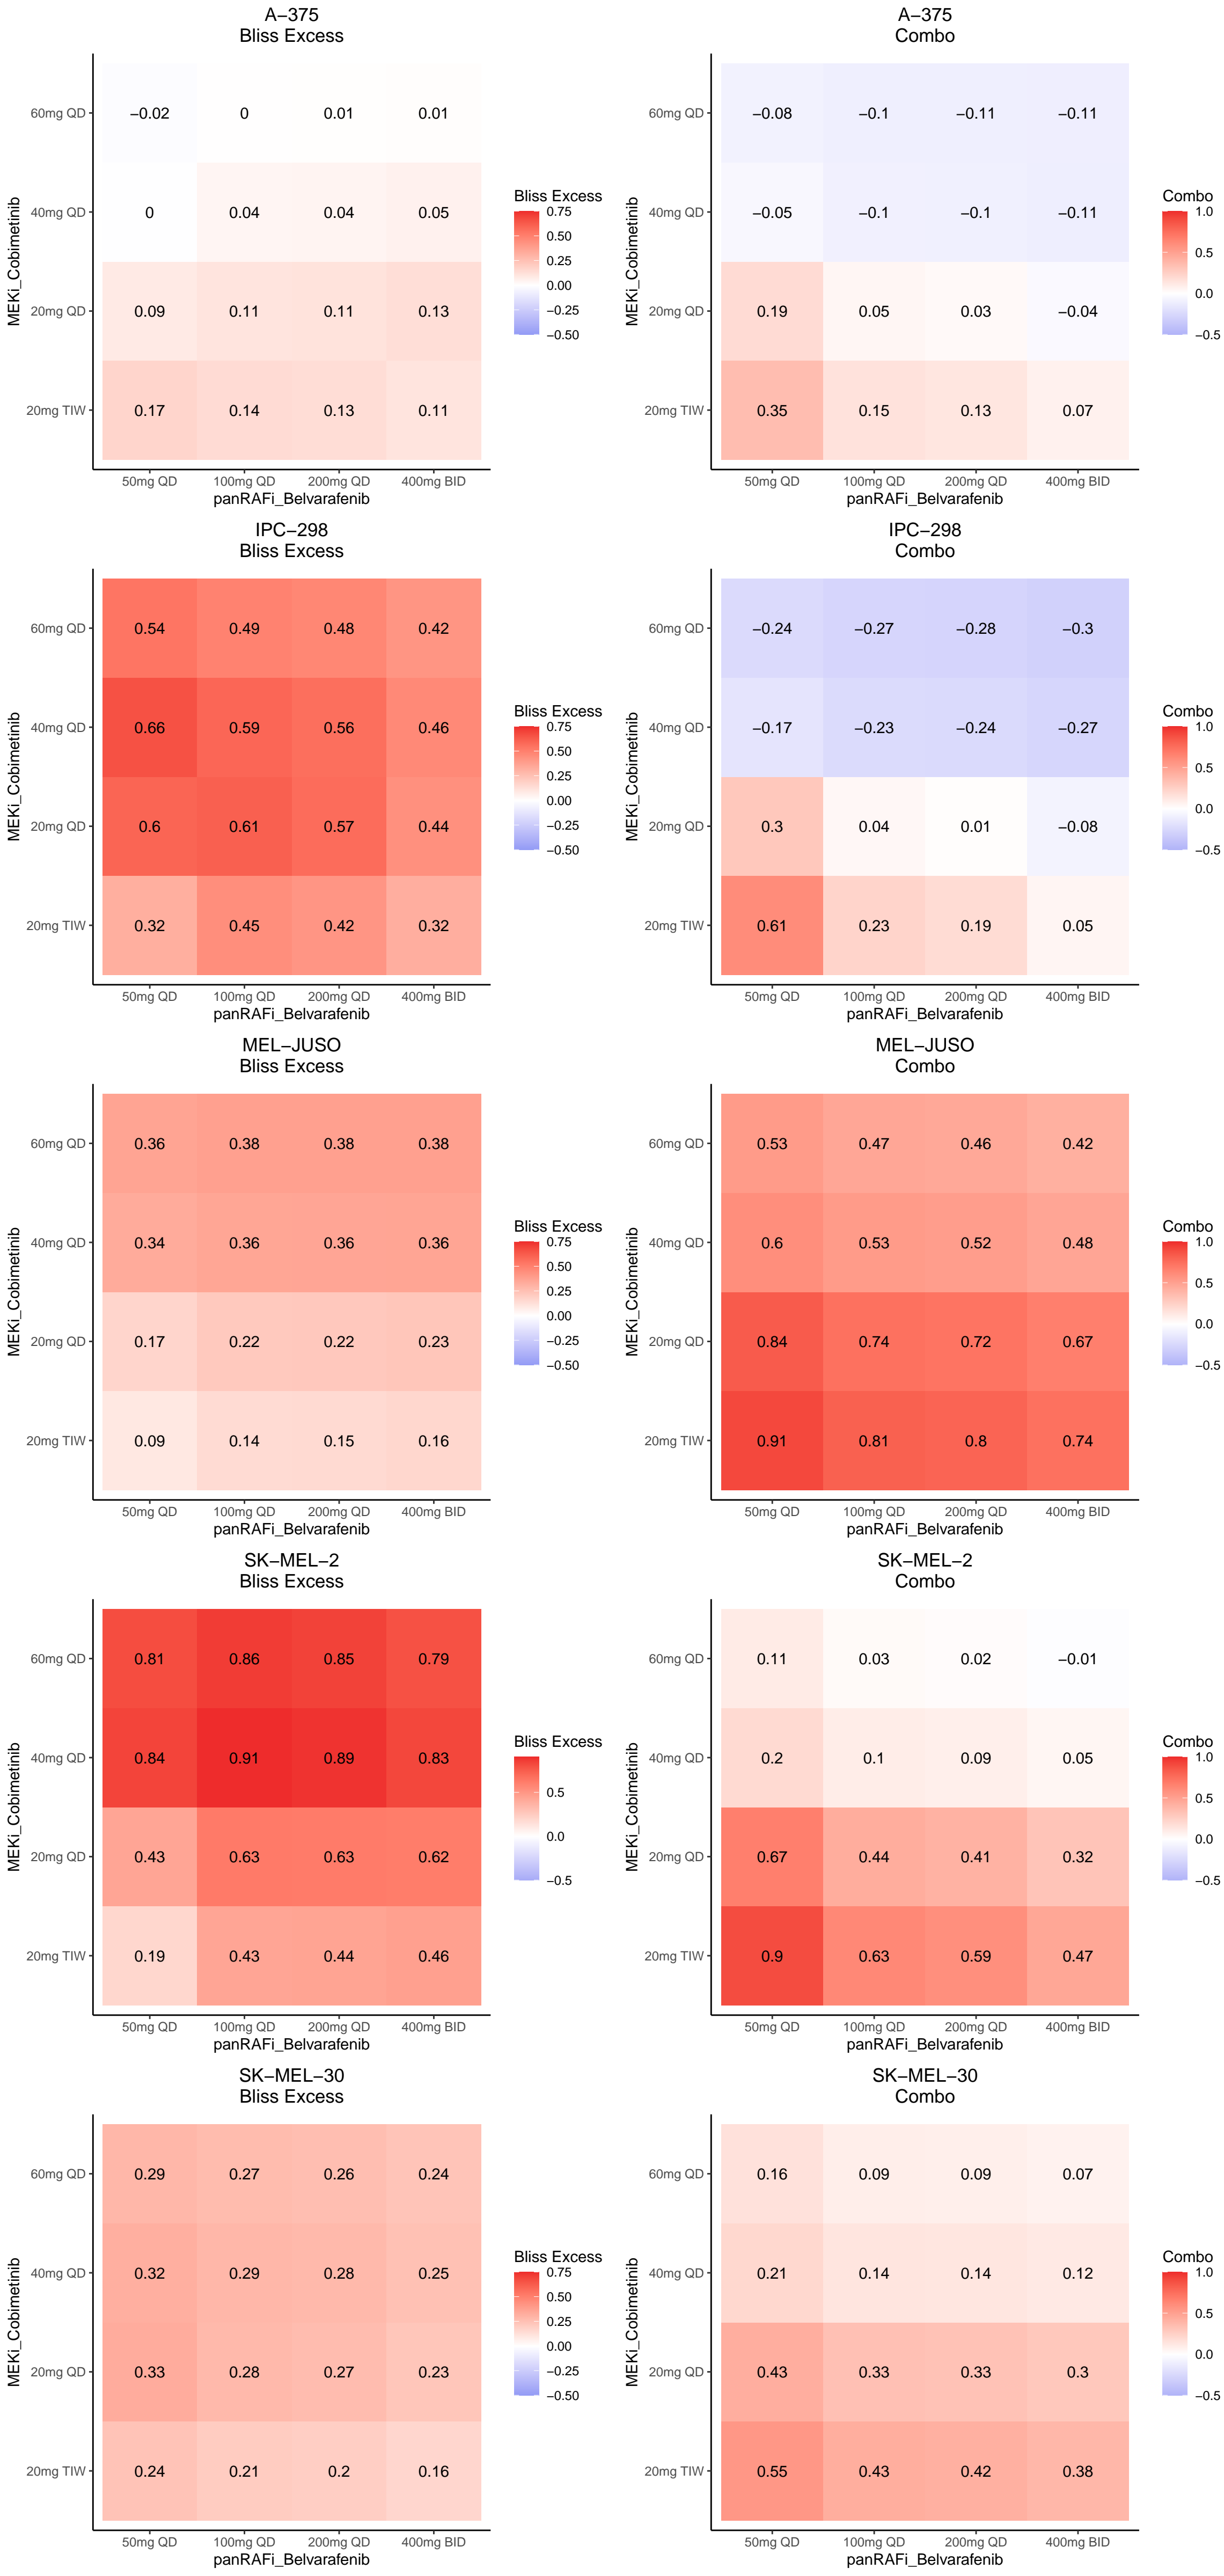 A−375
Bliss Excess
MEKi_Cobimetinib
60mg QD −0.02 0 0.01 0.01
40mg QD 0 0.04 0.04 0.05
20mg QD 0.09 0.11 0.11 0.13
20mg TIW 0.17 0.14 0.13 0.11
50mg QD 100mg QD 200mg QD 400mg BID
panRAFi_Belvarafenib
Bliss Excess
0.75
0.50
0.25
0.00
−0.25
−0.50
A−375
Combo
MEKi_Cobimetinib
60mg QD −0.08 −0.1 −0.11 −0.11
40mg QD −0.05 −0.1 −0.1 −0.11
20mg QD 0.19 0.05 0.03 −0.04
20mg TIW 0.35 0.15 0.13 0.07
50mg QD 100mg QD 200mg QD 400mg BID
panRAFi_Belvarafenib
Combo
1.0
0.5
0.0
−0.5
IPC−298
Bliss Excess
MEKi_Cobimetinib
60mg QD 0.54 0.49 0.48 0.42
40mg QD 0.66 0.59 0.56 0.46
20mg QD 0.6 0.61 0.57 0.44
20mg TIW 0.32 0.45 0.42 0.32
50mg QD 100mg QD 200mg QD 400mg BID
panRAFi_Belvarafenib
Bliss Excess
0.75
0.50
0.25
0.00
−0.25
−0.50
IPC−298
Combo
MEKi_Cobimetinib
60mg QD −0.24 −0.27 −0.28 −0.3
40mg QD −0.17 −0.23 −0.24 −0.27
20mg QD 0.3 0.04 0.01 −0.08
20mg TIW 0.61 0.23 0.19 0.05
50mg QD 100mg QD 200mg QD 400mg BID
panRAFi_Belvarafenib
Combo
1.0
0.5
0.0
−0.5
MEL−JUSO
Bliss Excess
MEKi_Cobimetinib
60mg QD 0.36 0.38 0.38 0.38
40mg QD 0.34 0.36 0.36 0.36
20mg QD 0.17 0.22 0.22 0.23
20mg TIW 0.09 0.14 0.15 0.16
50mg QD 100mg QD 200mg QD 400mg BID
panRAFi_Belvarafenib
Bliss Excess
0.75
0.50
0.25
0.00
−0.25
−0.50
MEL−JUSO
Combo
MEKi_Cobimetinib
60mg QD 0.53 0.47 0.46 0.42
40mg QD 0.6 0.53 0.52 0.48
20mg QD 0.84 0.74 0.72 0.67
20mg TIW 0.91 0.81 0.8 0.74
50mg QD 100mg QD 200mg QD 400mg BID
panRAFi_Belvarafenib
Combo
1.0
0.5
0.0
−0.5
SK−MEL−2
Bliss Excess
MEKi_Cobimetinib
60mg QD 0.81 0.86 0.85 0.79
40mg QD 0.84 0.91 0.89 0.83
20mg QD 0.43 0.63 0.63 0.62
20mg TIW 0.19 0.43 0.44 0.46
50mg QD 100mg QD 200mg QD 400mg BID
panRAFi_Belvarafenib
Bliss Excess
0.5
0.0
−0.5
SK−MEL−2
Combo
MEKi_Cobimetinib
60mg QD 0.11 0.03 0.02 −0.01
40mg QD 0.2 0.1 0.09 0.05
20mg QD 0.67 0.44 0.41 0.32
20mg TIW 0.9 0.63 0.59 0.47
50mg QD 100mg QD 200mg QD 400mg BID
panRAFi_Belvarafenib
Combo
1.0
0.5
0.0
−0.5
SK−MEL−30
Bliss Excess
MEKi_Cobimetinib
60mg QD 0.29 0.27 0.26 0.24
40mg QD 0.32 0.29 0.28 0.25
20mg QD 0.33 0.28 0.27 0.23
20mg TIW 0.24 0.21 0.2 0.16
50mg QD 100mg QD 200mg QD 400mg BID
panRAFi_Belvarafenib
Bliss Excess
0.75
0.50
0.25
0.00
−0.25
−0.50
SK−MEL−30
Combo
MEKi_Cobimetinib
60mg QD 0.16 0.09 0.09 0.07
40mg QD 0.21 0.14 0.14 0.12
20mg QD 0.43 0.33 0.33 0.3
20mg TIW 0.55 0.43 0.42 0.38
50mg QD 100mg QD 200mg QD 400mg BID
panRAFi_Belvarafenib
Combo
1.0
0.5
0.0
−0.5